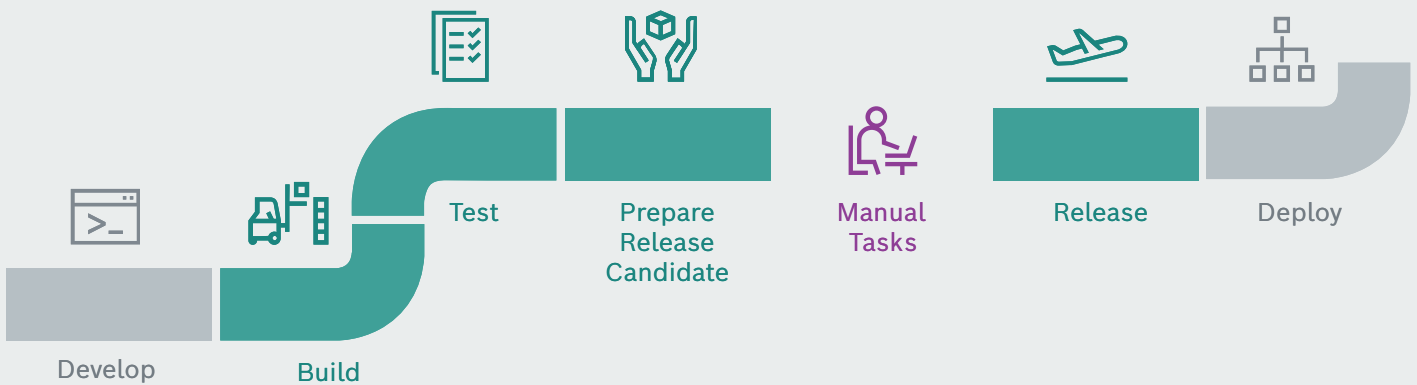 Develop
Build
Test
Prepare
Release
Candidate
Manual
Tasks
Release
Deploy